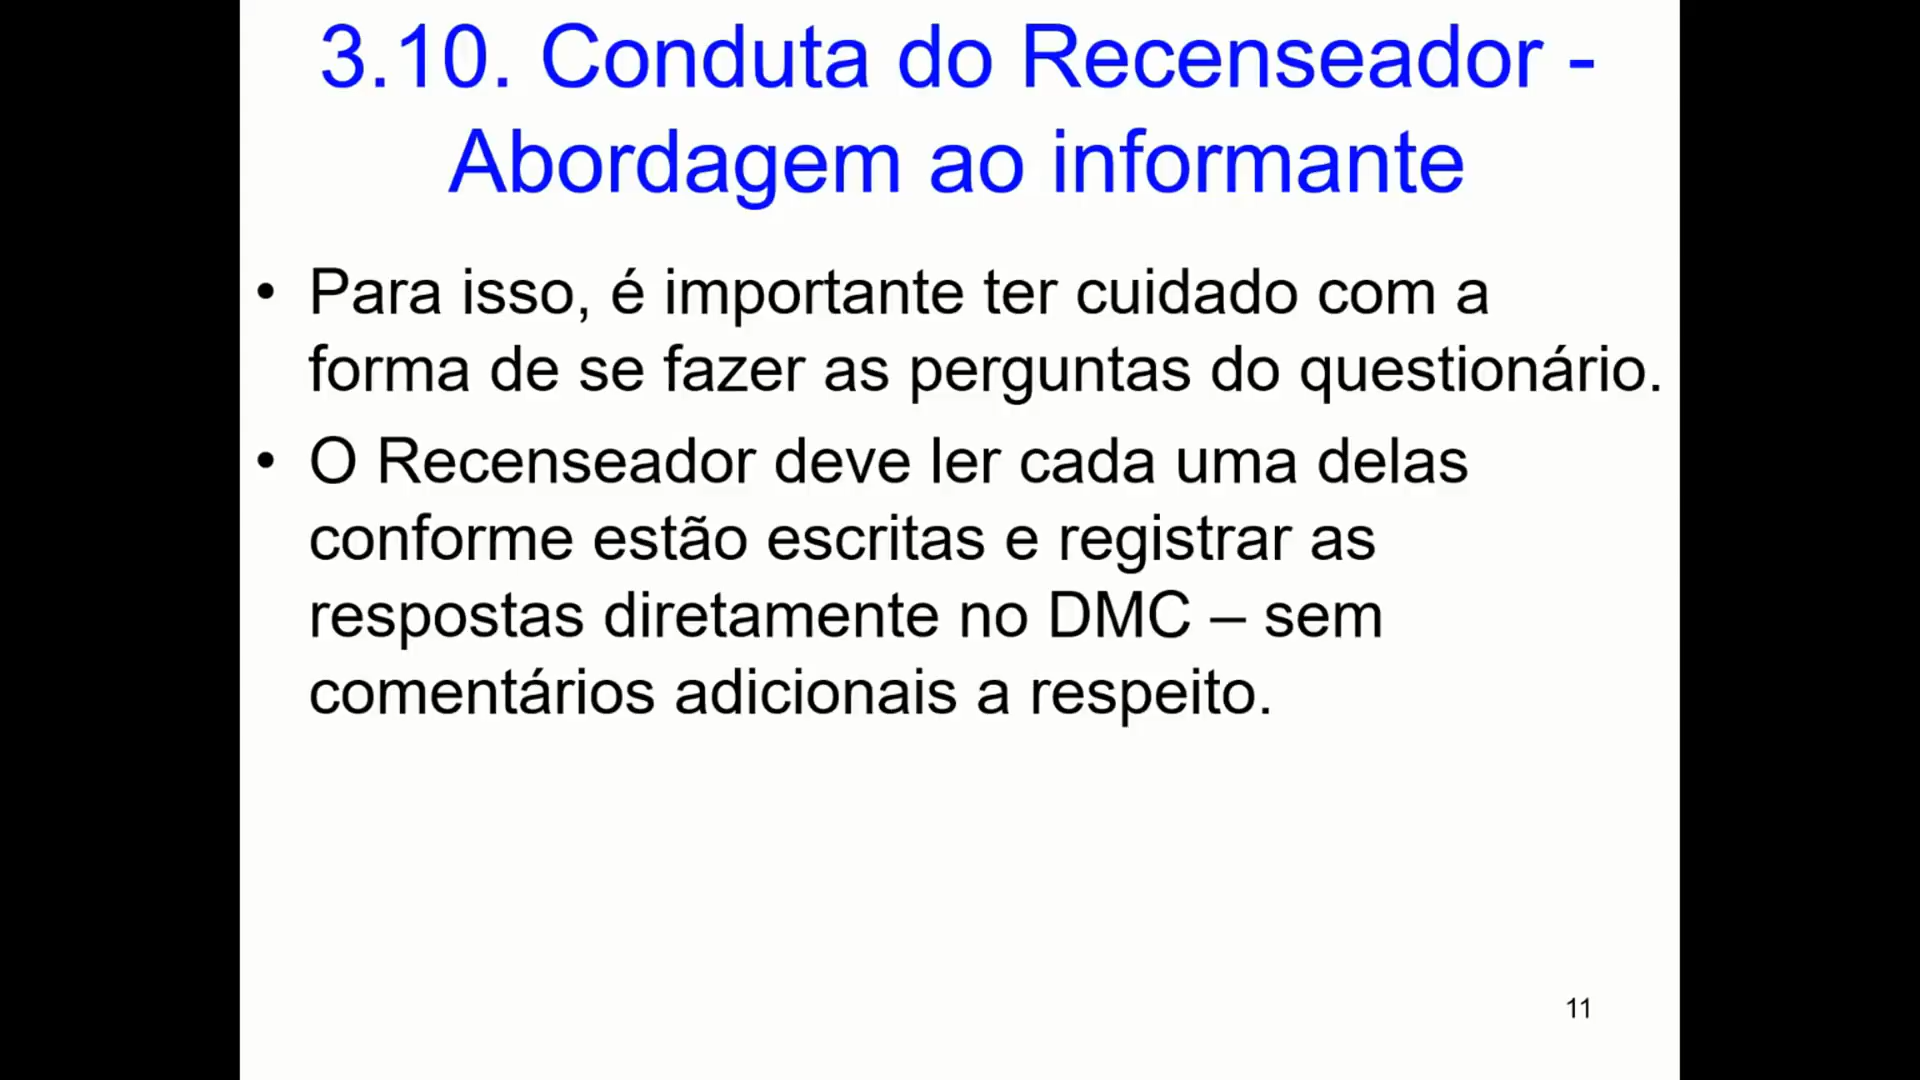 3.10. Conduta do Recenseador -
Abordagem ao informante
• Para isso, é importante ter cuidado com a
forma de se fazer as perguntas do questionário.
• O Recenseador deve ler cada uma delas
conforme estão escritas e registrar as
respostas diretamente no DMC – sem
comentários adicionais a respeito.
11